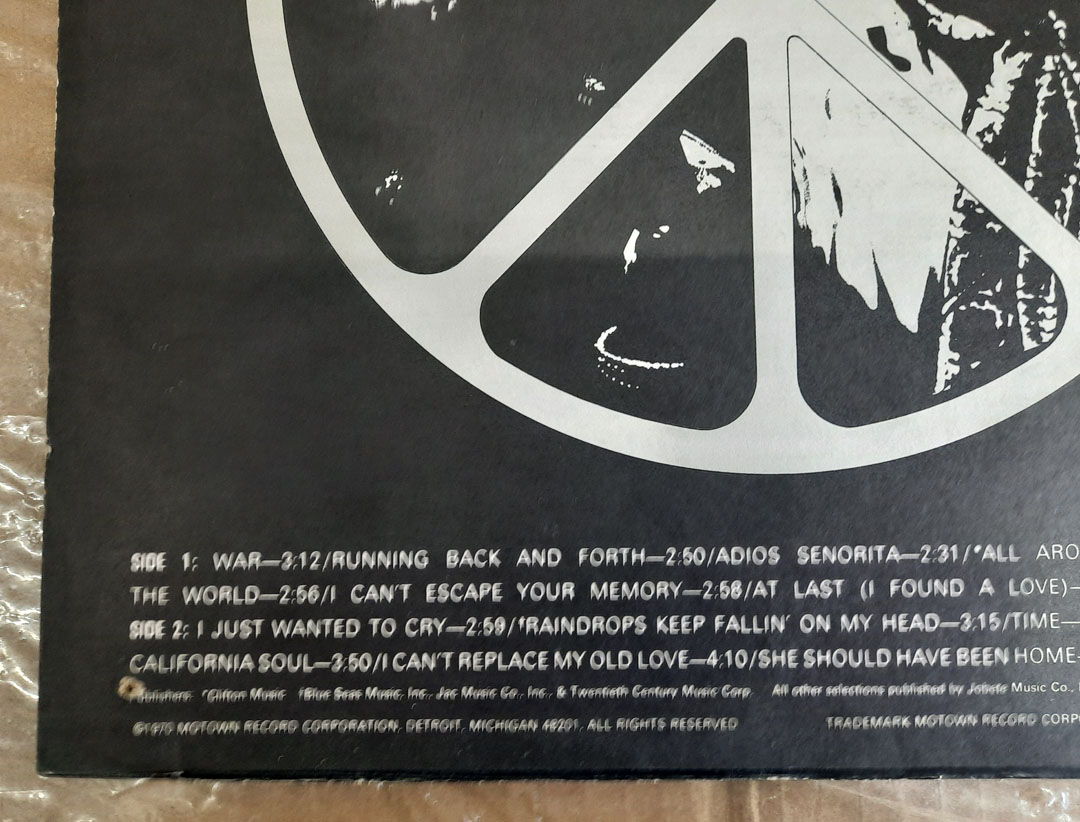 SIDE 1: WAR—3:12/RUNNING BACK AND FORTH—2:50/ADIOS SENORITA—2:31/*ALL ARO
THE WORLD—2:56/I CAN'T ESCAPE YOUR MEMORY—2:58/AT LAST (I FOUND A LOVE)—
SIDE 2: I JUST WANTED TO CRY—2:59/†RAINDROPS KEEP FALLIN' ON MY HEAD—3:15/TIME—
CALIFORNIA SOUL—3:50/I CAN'T REPLACE MY OLD LOVE—4:10/SHE SHOULD HAVE BEEN HOME—
Publishers: *Clifton Music †Blue Seas Music, Inc., Jac Music Co., Inc., & Twentieth Century Music Corp. All other selections published by Jobete Music Co.,
©1970 MOTOWN RECORD CORPORATION, DETROIT, MICHIGAN 48201, ALL RIGHTS RESERVED TRADEMARK MOTOWN RECORD CORP